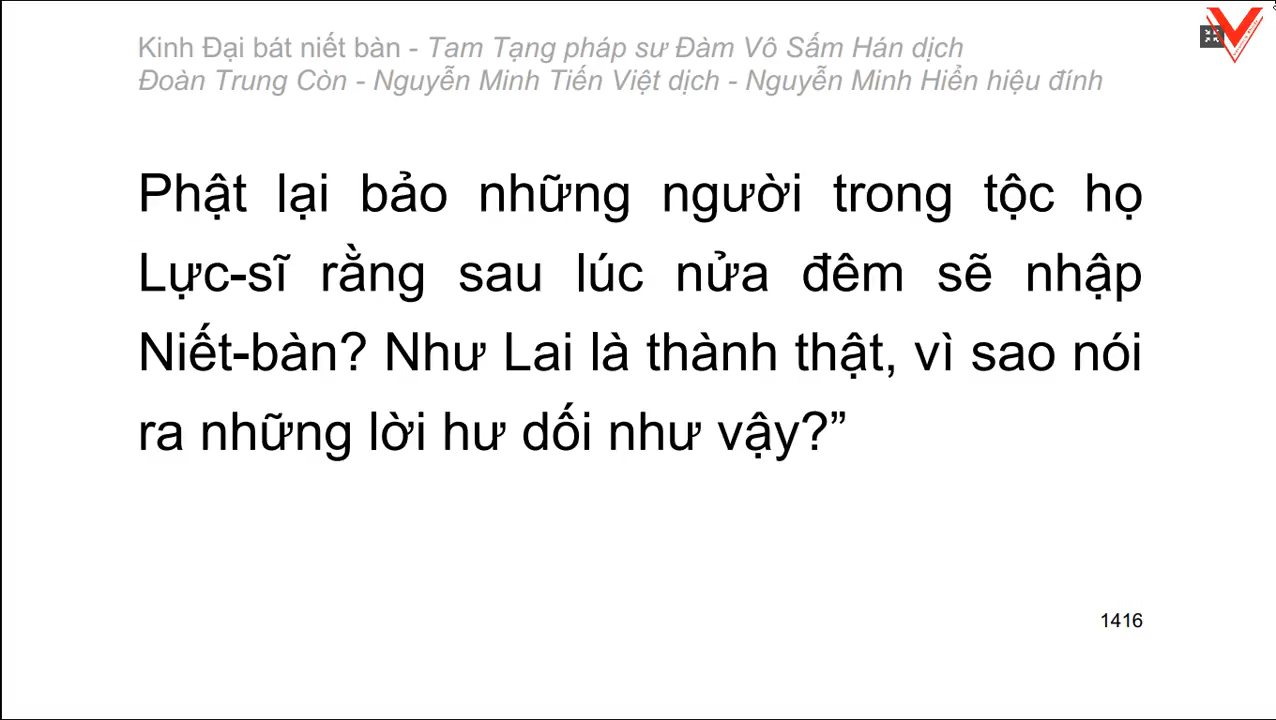 Kinh Đại bát niết bàn - Tam Tạng pháp sư Đàm Vô Sấm Hán dịch
Đoàn Trung Còn - Nguyễn Minh Tiến Việt dịch - Nguyễn Minh Hiển hiệu đính
Phật lại bảo những người trong tộc họ
Lực-sĩ rằng sau lúc nửa đêm sẽ nhập
Niết-bàn? Như Lai là thành thật, vì sao nói
ra những lời hư dối như vậy?”
1416